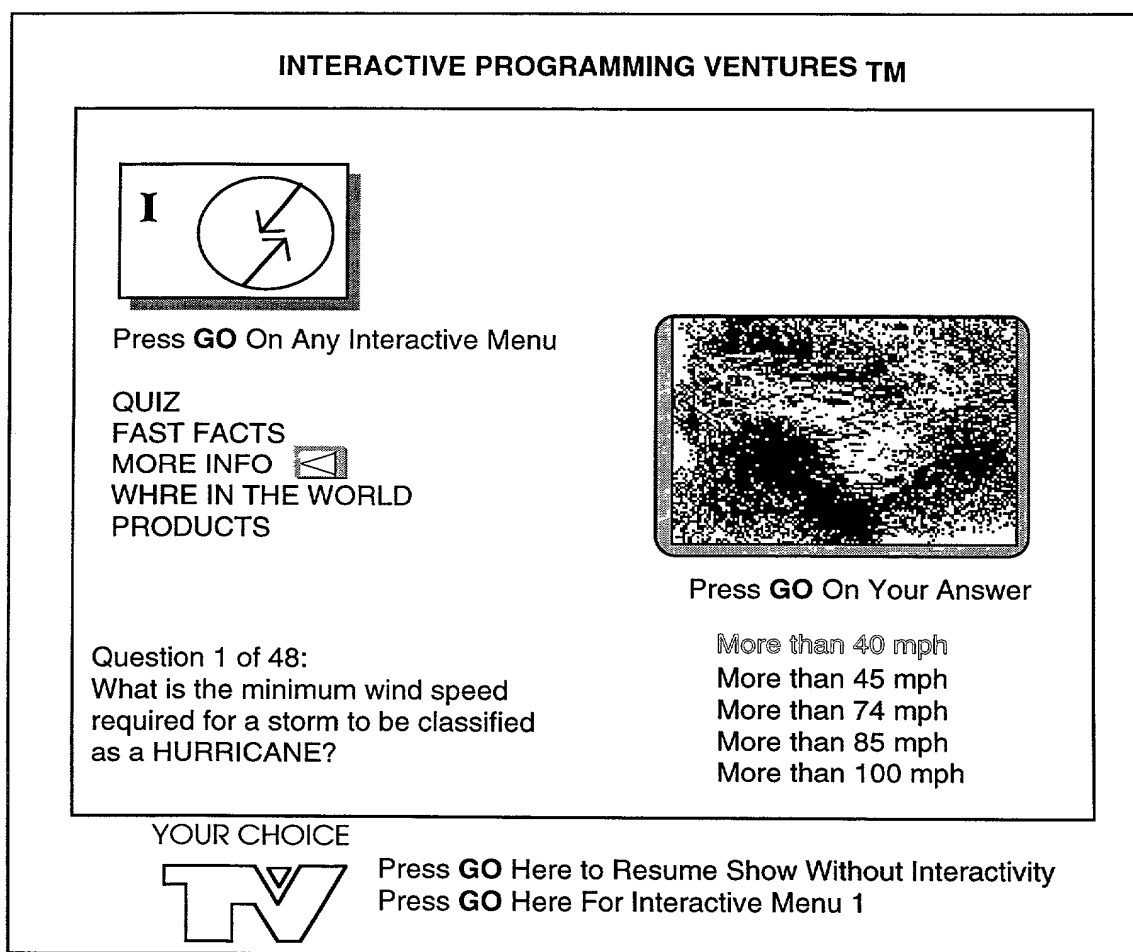 INTERACTIVE PROGRAMMING VENTURES TM
I
Press GO On Any Interactive Menu
QUIZ
FAST FACTS
MORE INFO
WHRE IN THE WORLD
PRODUCTS
Question 1 of 48:
What is the minimum wind speed
required for a storm to be classified
as a HURRICANE?
Press GO On Your Answer
More than 40 mph
More than 45 mph
More than 74 mph
More than 85 mph
More than 100 mph
YOUR CHOICE
TV
Press GO Here to Resume Show Without Interactivity
Press GO Here For Interactive Menu 1